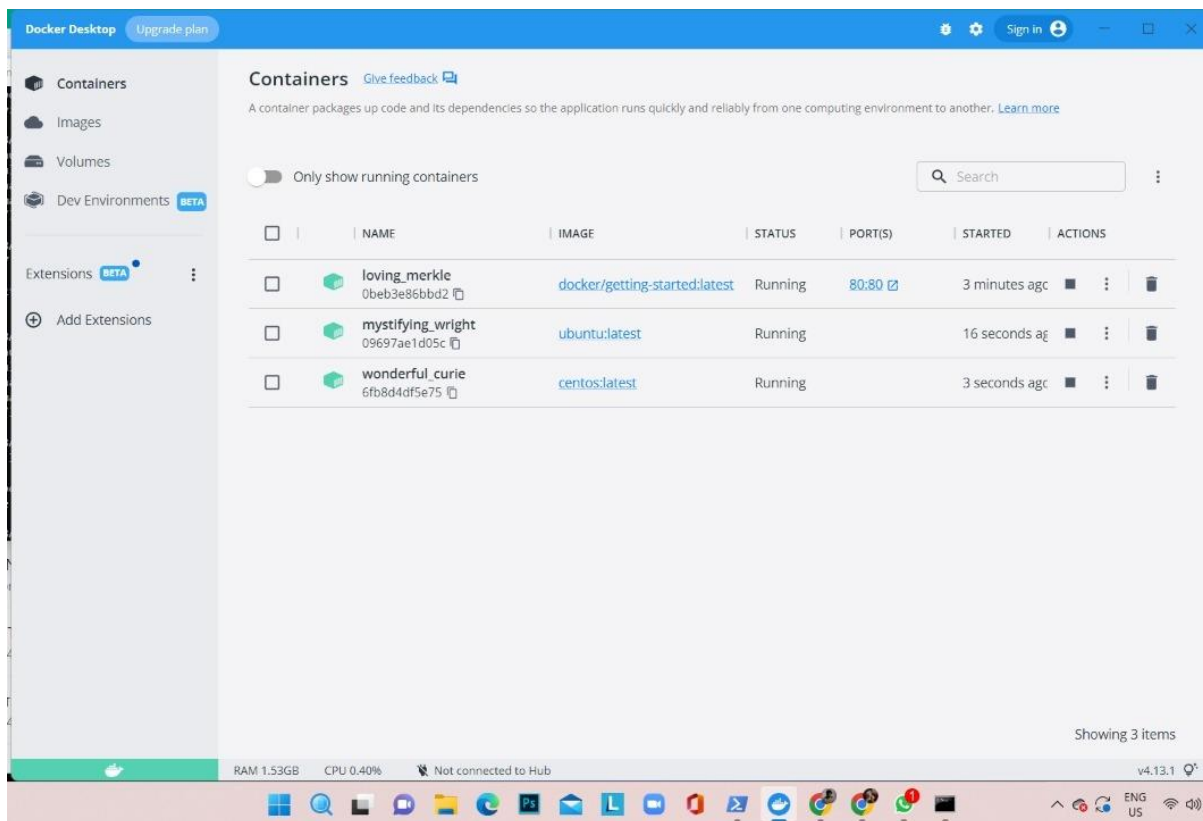 Docker Desktop Upgrade plan Sign in
Containers
Images
Volumes
Dev Environments BETA
Extensions BETA
Add Extensions
Containers Give feedback
A container packages up code and its dependencies so the application runs quickly and reliably from one computing environment to another. Learn more
Only show running containers Search
NAME IMAGE STATUS PORT(S) STARTED ACTIONS
loving_merkle
0beb3e86bbd2 docker/getting-started:latest Running 80:80 3 minutes agc
mystifying_wright
09697ae1d05c ubuntu:latest Running 16 seconds ag
wonderful_curie
6fb8d4df5e75 centos:latest Running 3 seconds agc
Showing 3 items
RAM 1.53GB CPU 0.40% Not connected to Hub v4.13.1
Ps L 1 ENG
US